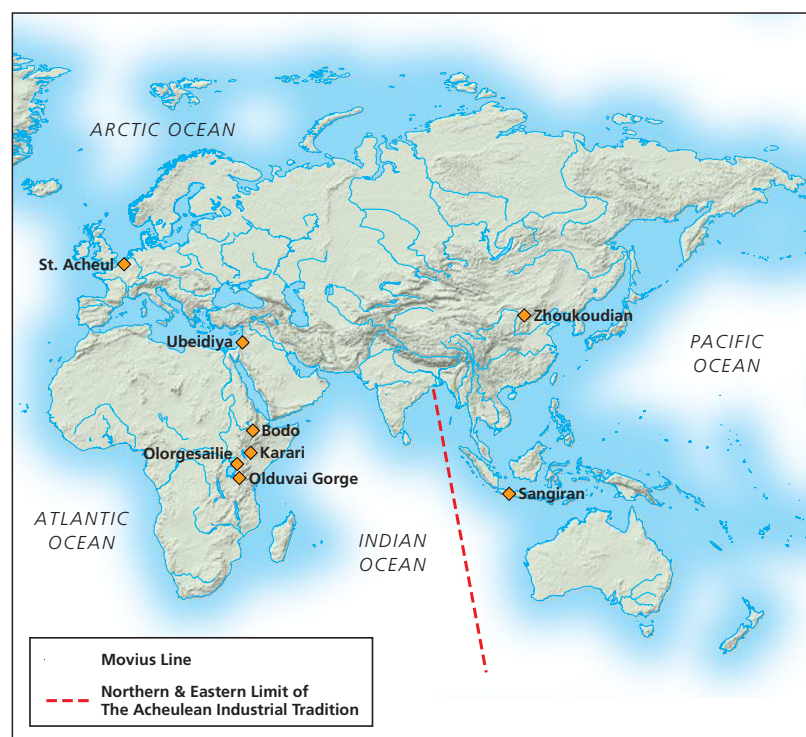 ARCTIC OCEAN
St. Acheul
Zhoukoudian
Ubeidiya
PACIFIC
OCEAN
Bodo
Olorgesailie
Karari
Olduvai Gorge
Sangiran
ATLANTIC
OCEAN
INDIAN
OCEAN
Movius Line
Northern & Eastern Limit of
The Acheulean Industrial Tradition